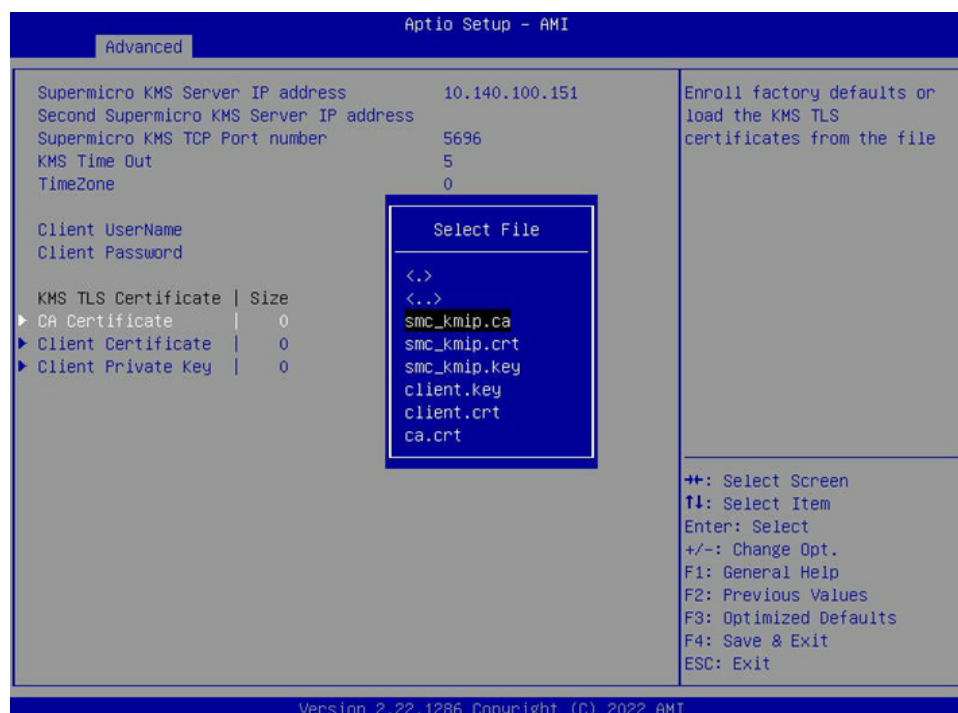 Aptio Setup - AMI
Advanced
Supermicro KMS Server IP address 10.140.100.151
Second Supermicro KMS Server IP address
Supermicro KMS TCP Port number 5696
KMS Time Out 5
TimeZone 0
Client UserName
Client Password
KMS TLS Certificate | Size
CA Certificate | 0
Client Certificate | 0
Client Private Key | 0
Select File
<.>
<..>
smc_kmip.ca
smc_kmip.crt
smc_kmip.key
client.key
client.crt
ca.crt
Enroll factory defaults or
load the KMS TLS
certificates from the file
→←: Select Screen
↑↓: Select Item
Enter: Select
+/-: Change Opt.
F1: General Help
F2: Previous Values
F3: Optimized Defaults
F4: Save & Exit
ESC: Exit
Version 2.22.1286 Copyright (C) 2022 AMI